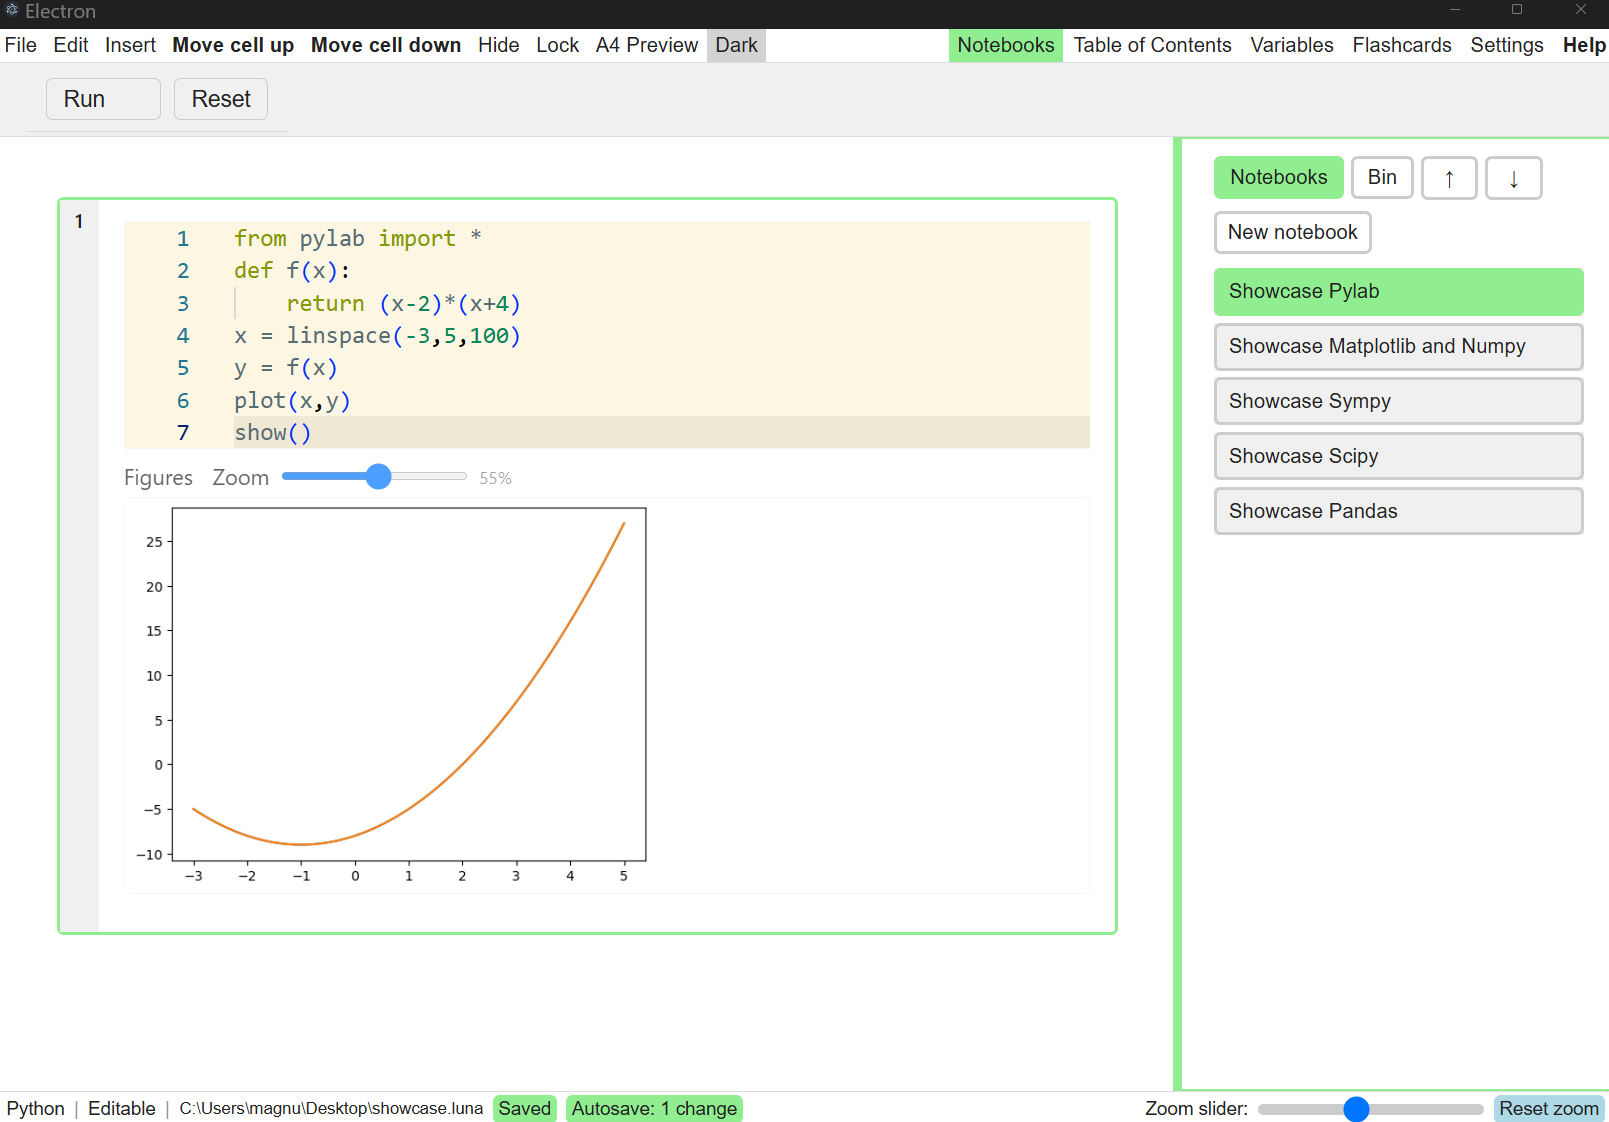 Electron
File Edit Insert Move cell up Move cell down Hide Lock A4 Preview Dark Notebooks Table of Contents Variables Flashcards Settings Help
Run Reset
Notebooks Bin ↑ ↓
New notebook
Showcase Pylab
Showcase Matplotlib and Numpy
Showcase Sympy
Showcase Scipy
Showcase Pandas
1
1 from pylab import *
2 def f(x):
3     return (x-2)*(x+4)
4 x = linspace(-3,5,100)
5 y = f(x)
6 plot(x,y)
7 show()
Figures Zoom 55%
25
20
15
10
5
0
−5
−10
−3 −2 −1 0 1 2 3 4 5
Python | Editable | C:\Users\magnu\Desktop\showcase.luna Saved Autosave: 1 change Zoom slider: Reset zoom